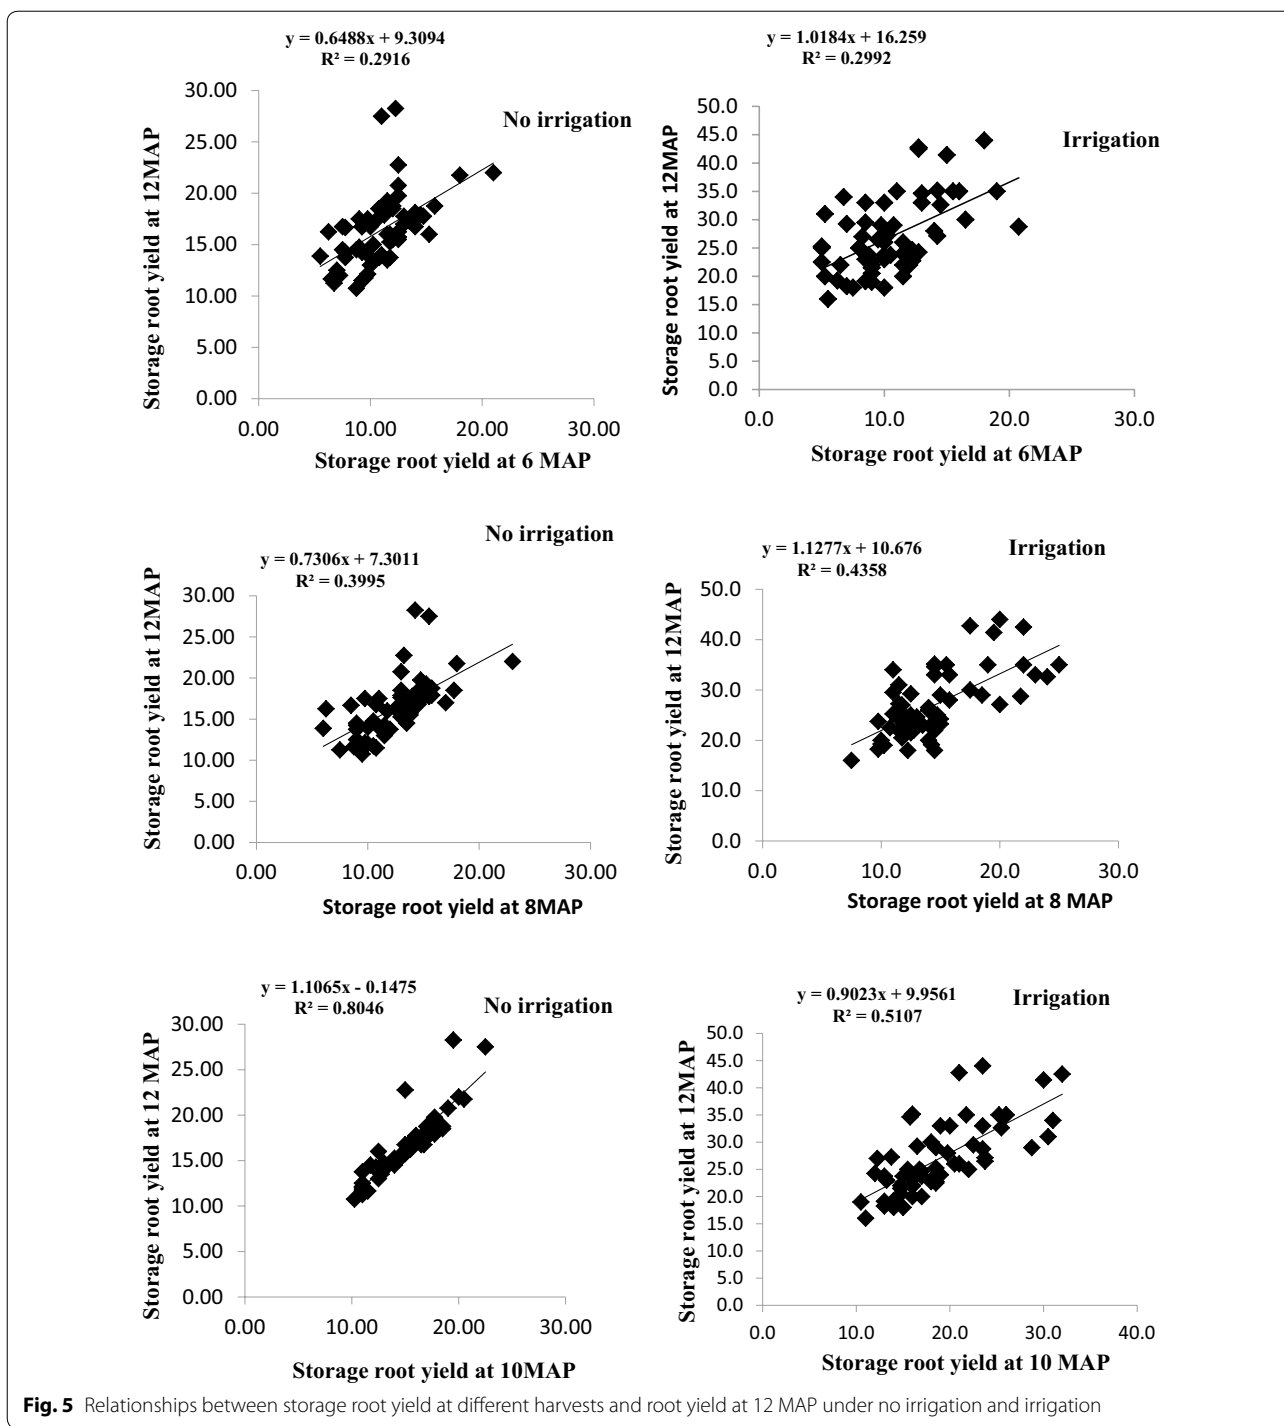 y = 0.6488x + 9.3094
R² = 0.2916
No irrigation
Storage root yield at 12MAP
30.00
25.00
20.00
15.00
10.00
5.00
0.00
0.00 10.00 20.00 30.00
Storage root yield at 6 MAP
y = 1.0184x + 16.259
R² = 0.2992
Irrigation
Storage root yield at 12MAP
50.0
45.0
40.0
35.0
30.0
25.0
20.0
15.0
10.0
5.0
0.0
0.0 10.0 20.0 30.0
Storage root yield at 6MAP
No irrigation
y = 0.7306x + 7.3011
R² = 0.3995
Storage root yield at 12MAP
30.00
25.00
20.00
15.00
10.00
5.00
0.00
0.00 10.00 20.00 30.00
Storage root yield at 8MAP
Irrigation
y = 1.1277x + 10.676
R² = 0.4358
Storage root yield at 12MAP
50.0
40.0
30.0
20.0
10.0
0.0
0.0 10.0 20.0 30.0
Storage root yield at 8 MAP
y = 1.1065x - 0.1475
R² = 0.8046
No irrigation
Storage root yield at 12 MAP
30.00
25.00
20.00
15.00
10.00
5.00
0.00
0.00 10.00 20.00 30.00
Storage root yield at 10MAP
y = 0.9023x + 9.9561
R² = 0.5107
Irrigation
Storage root yield at 12MAP
50.0
45.0
40.0
35.0
30.0
25.0
20.0
15.0
10.0
5.0
0.0
0.0 10.0 20.0 30.0 40.0
Storage root yield at 10 MAP
Fig. 5 Relationships between storage root yield at different harvests and root yield at 12 MAP under no irrigation and irrigation